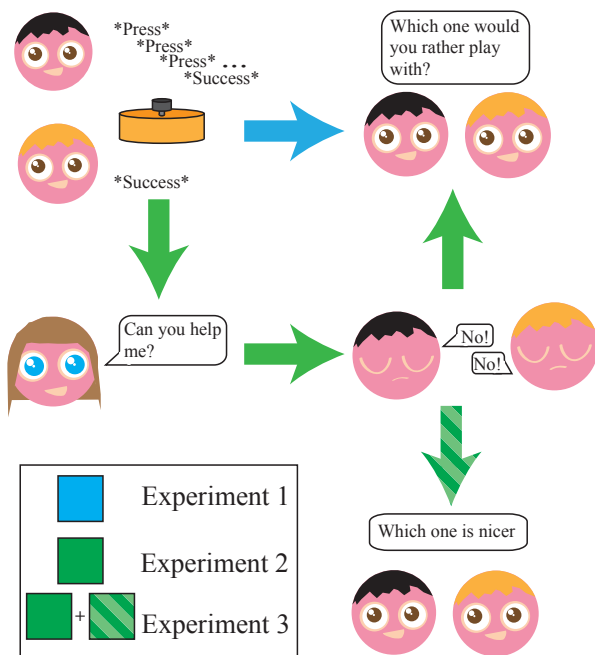 *Press*
*Press*
*Press* ...
*Success*
Which one would
you rather play
with?
*Success*
Can you help
me?
No!
No!
Which one is nicer
Experiment 1
Experiment 2
+
Experiment 3